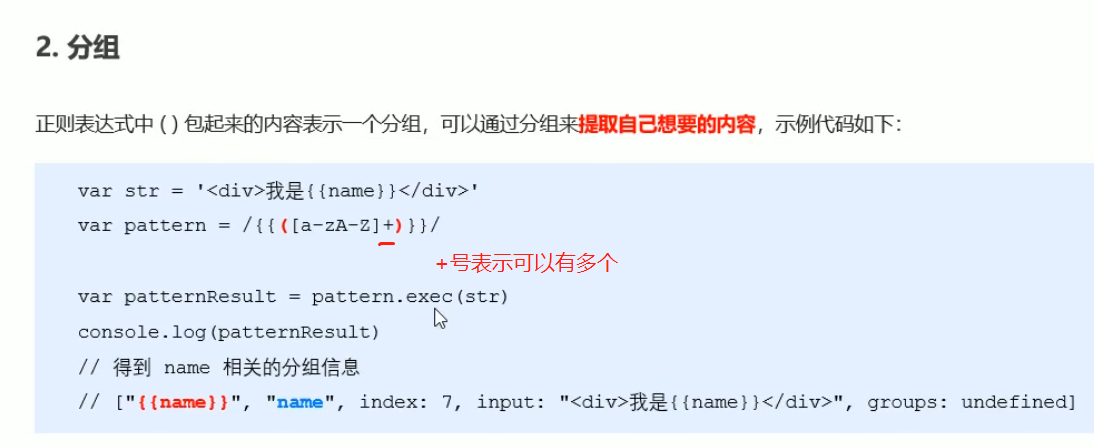 2. 分组
正则表达式中 ( ) 包起来的内容表示一个分组，可以通过分组来提取自己想要的内容，示例代码如下：
var str = '<div>我是{{name}}</div>'
var pattern = /{{([a-zA-Z]+)}}/
+号表示可以有多个
var patternResult = pattern.exec(str)
console.log(patternResult)
// 得到 name 相关的分组信息
// ["{{name}}", "name", index: 7, input: "<div>我是{{name}}</div>", groups: undefined]